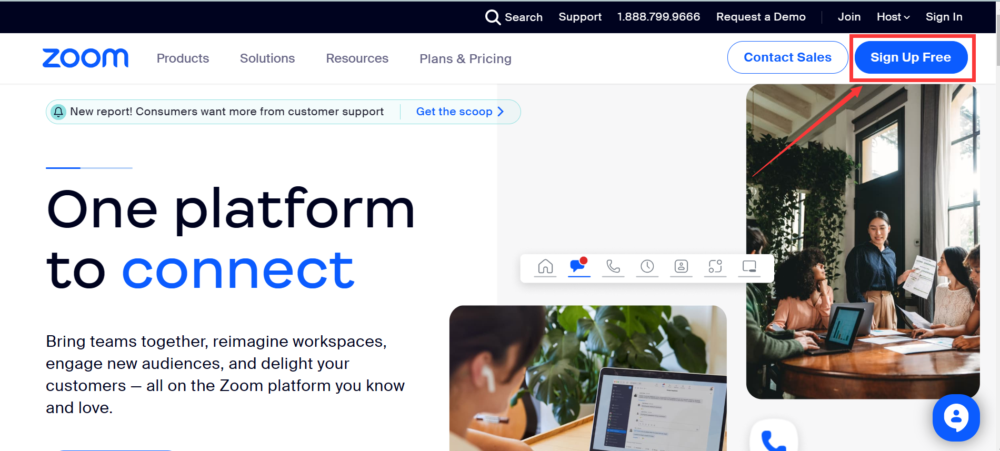 Search Support 1.888.799.9666 Request a Demo Join Host Sign In
zoom Products Solutions Resources Plans & Pricing Contact Sales Sign Up Free
New report! Consumers want more from customer support Get the scoop
One platform
to connect
Bring teams together, reimagine workspaces,
engage new audiences, and delight your
customers — all on the Zoom platform you know
and love.